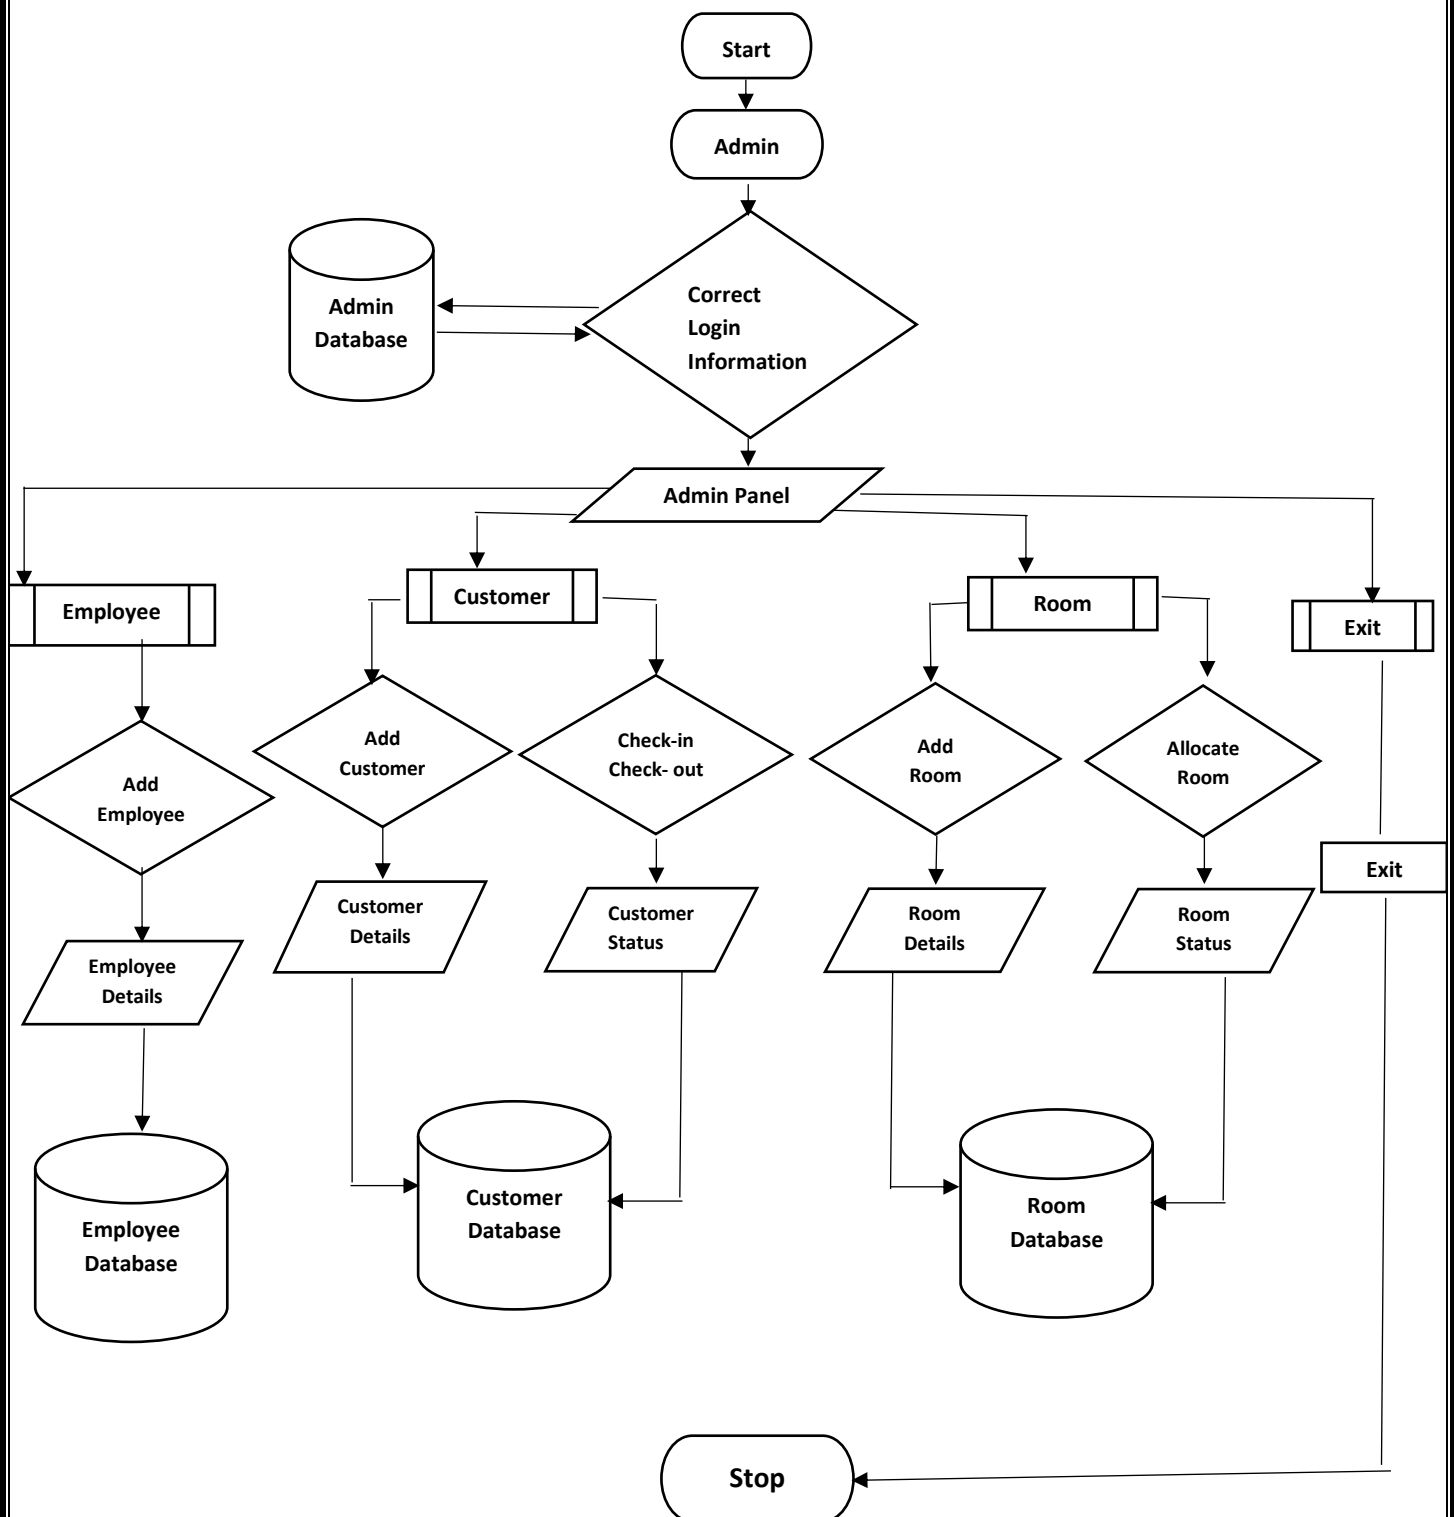 Start
Admin
Correct
Login
Information
Admin
Database
Admin Panel
Employee
Customer
Room
Exit
Add
Employee
Add
Customer
Check-in
Check- out
Add
Room
Allocate
Room
Exit
Employee
Details
Customer
Details
Customer
Status
Room
Details
Room
Status
Employee
Database
Customer
Database
Room
Database
Stop